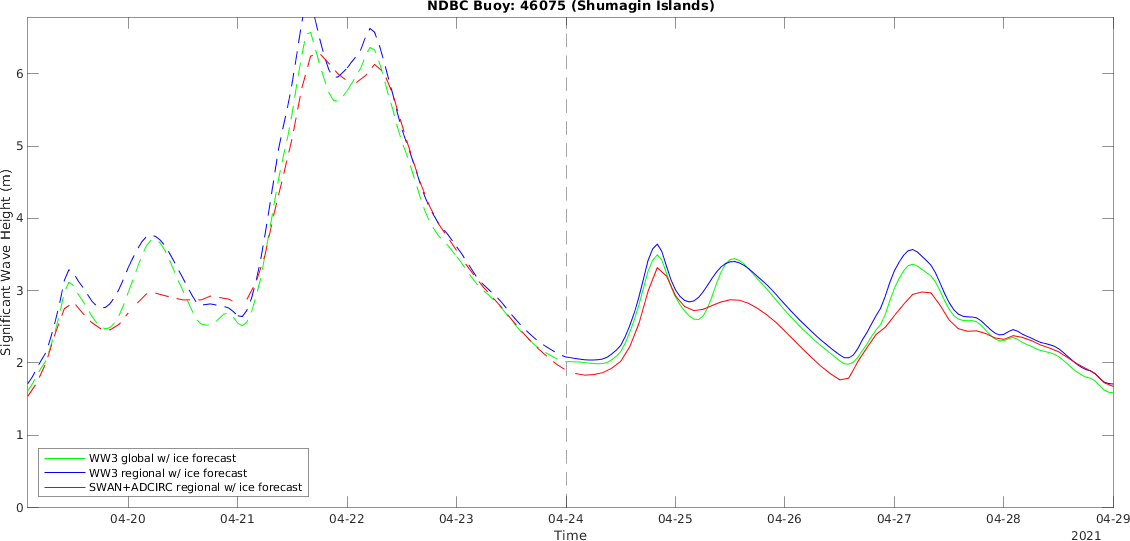 NDBC Buoy: 46075 (Shumagin Islands)
Significant Wave Height (m)
6
5
4
3
2
1
0
WW3 global w/ ice forecast
WW3 regional w/ ice forecast
SWAN+ADCIRC regional w/ ice forecast
04-20 04-21 04-22 04-23 04-24 04-25 04-26 04-27 04-28 04-29
Time
2021